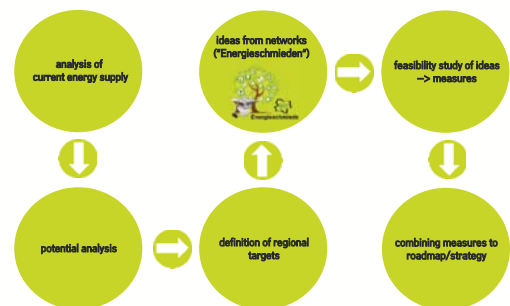 analysis of
current energy supply
potential analysis
definition of regional
targets
ideas from networks
("Energieschmieden")
Energieschmiede
feasibility study of ideas
—> measures
combining measures to
roadmap/strategy